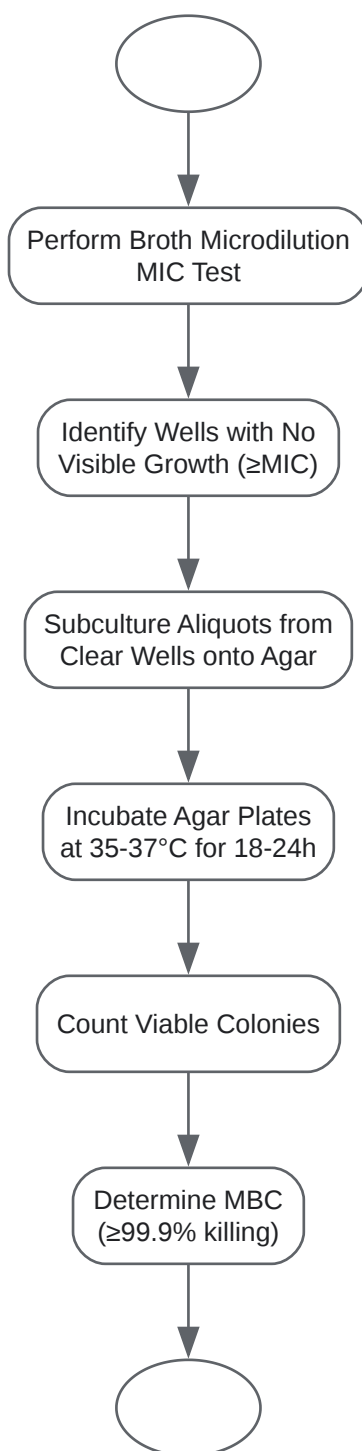 Perform Broth Microdilution
MIC Test
Identify Wells with No
Visible Growth (≥MIC)
Subculture Aliquots from
Clear Wells onto Agar
Incubate Agar Plates
at 35-37°C for 18-24h
Count Viable Colonies
Determine MBC
(≥99.9% killing)